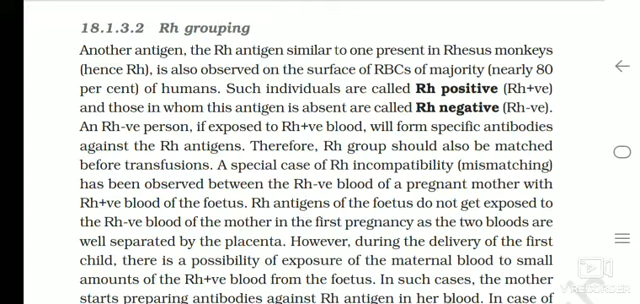 18.1.3.2 Rh grouping
Another antigen, the Rh antigen similar to one present in Rhesus monkeys
(hence Rh), is also observed on the surface of RBCs of majority (nearly 80
per cent) of humans. Such individuals are called Rh positive (Rh+ve)
and those in whom this antigen is absent are called Rh negative (Rh-ve).
An Rh-ve person, if exposed to Rh+ve blood, will form specific antibodies
against the Rh antigens. Therefore, Rh group should also be matched
before transfusions. A special case of Rh incompatibility (mismatching)
has been observed between the Rh-ve blood of a pregnant mother with
Rh+ve blood of the foetus. Rh antigens of the foetus do not get exposed to
the Rh-ve blood of the mother in the first pregnancy as the two bloods are
well separated by the placenta. However, during the delivery of the first
child, there is a possibility of exposure of the maternal blood to small
amounts of the Rh+ve blood from the foetus. In such cases, the mother
starts preparing antibodies against Rh antigen in her blood. In case of
V.RECORDER